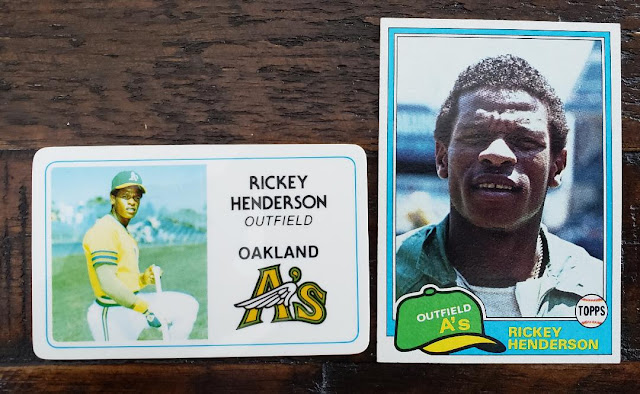 RICKEY
HENDERSON
OUTFIELD
OAKLAND
A's
OUTFIELD
A's
TOPPS
RICKEY
HENDERSON